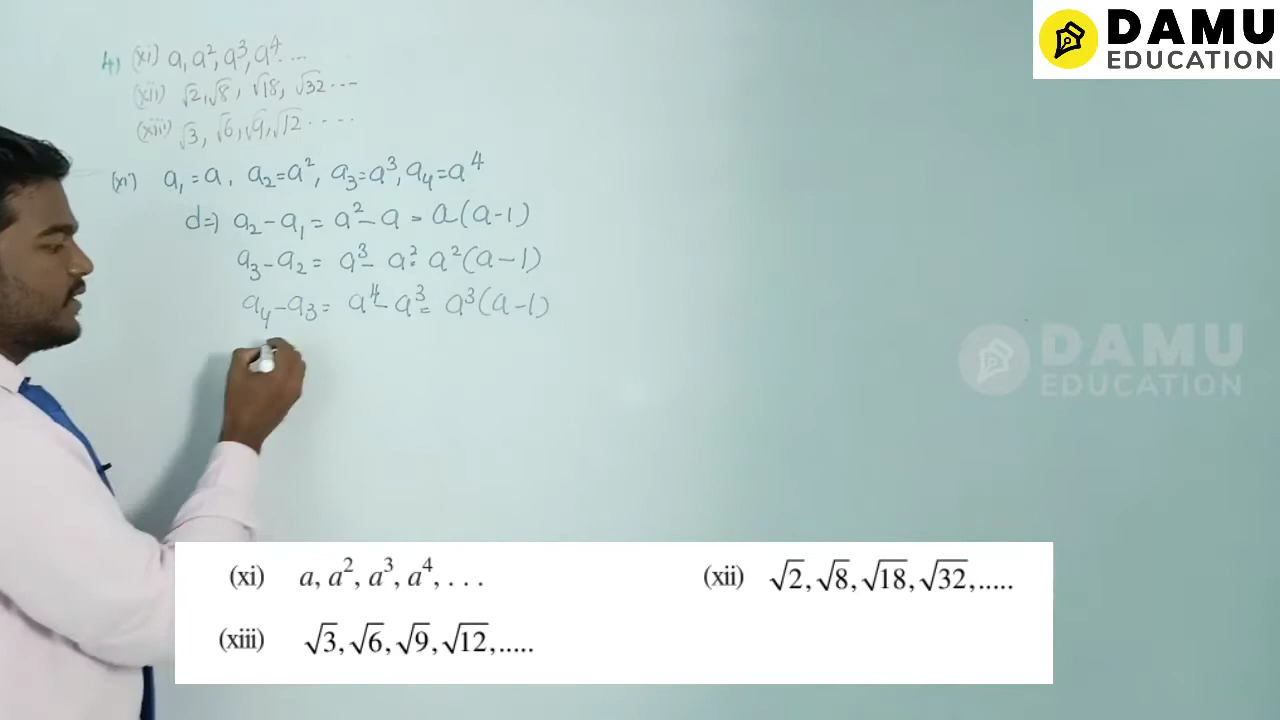 DAMU
EDUCATION
4) (xi) a, a², a³, a⁴ ...
(xii) √2, √8, √18, √32 ....
(xiii) √3, √6, √9, √12 ....
(xi) a₁ = a, a₂ = a², a₃ = a³, a₄ = a⁴
d ⇒ a₂ - a₁ = a² - a = a(a-1)
a₃ - a₂ = a³ - a² = a²(a-1)
a₄ - a₃ = a⁴ - a³ = a³(a-1)
DAMU
EDUCATION
(xi) a, a², a³, a⁴, . . . (xii) √2, √8, √18, √32,.....
(xiii) √3, √6, √9, √12,.....